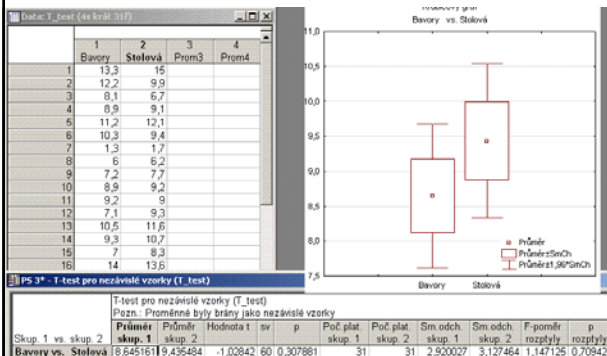 Data: T_test (4s krát 31ř)
1 2 3 4
Bavory Stolová Prom3 Prom4
1 13,3 15
2 12,2 9,9
3 8,1 6,7
4 8,9 9,1
5 11,2 12,1
6 10,3 9,4
7 1,3 1,7
8 6 6,2
9 7,2 7,7
10 8,9 9,2
11 9,2 9
12 7,1 9,3
13 10,5 11,6
14 9,3 10,7
15 7 8,3
16 14 13,6
Krabicový graf
Bavory vs. Stolová
11,0
10,5
10,0
9,5
9,0
8,5
8,0
7,5
Bavory Stolová
Průměr
Průměr±SmCh
Průměr±1,96*SmCh
PS 3* - T-test pro nezávislé vzorky (T_test)
T-test pro nezávislé vzorky (T_test)
Pozn.: Proměnné byly brány jako nezávislé vzorky
Skup. 1 vs. skup. 2 Průměr skup. 1 Průměr skup. 2 Hodnota t sv p Poč.plat. skup. 1 Poč.plat. skup. 2 Sm.odch. skup. 1 Sm.odch. skup. 2 F-poměr rozptyly p rozptyly
Bavory vs. Stolová 8,645161 9,435484 -1,02842 60 0,307881 31 31 2,920027 3,127464 1,147125 0,70942